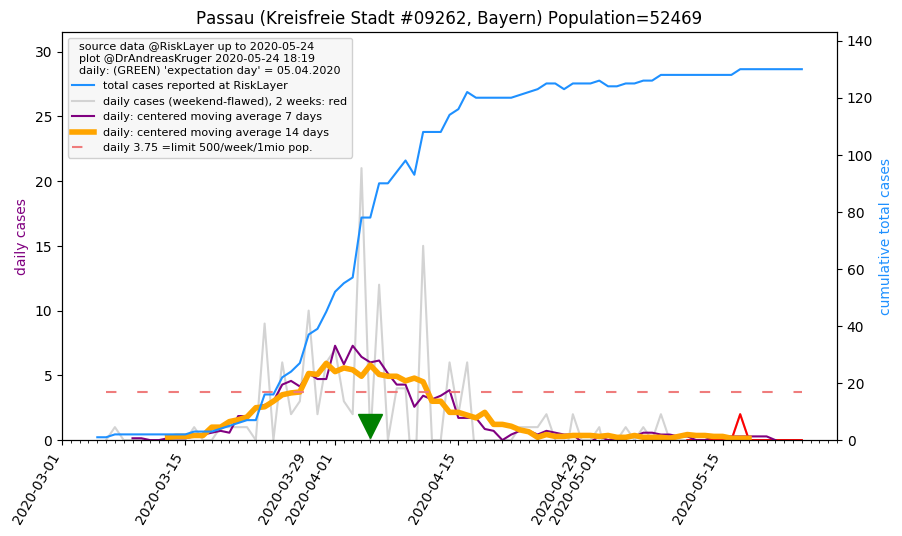 Passau (Kreisfreie Stadt #09262, Bayern) Population=52469
source data @RiskLayer up to 2020-05-24
plot @DrAndreasKruger 2020-05-24 18:19
daily: (GREEN) 'expectation day' = 05.04.2020
total cases reported at RiskLayer
daily cases (weekend-flawed), 2 weeks: red
daily: centered moving average 7 days
daily: centered moving average 14 days
daily 3.75 =limit 500/week/1mio pop.
daily cases
30
25
20
15
10
5
0
cumulative total cases
140
120
100
80
60
40
20
0
2020-03-01
2020-03-15
2020-03-29
2020-04-01
2020-04-15
2020-04-29
2020-05-01
2020-05-15